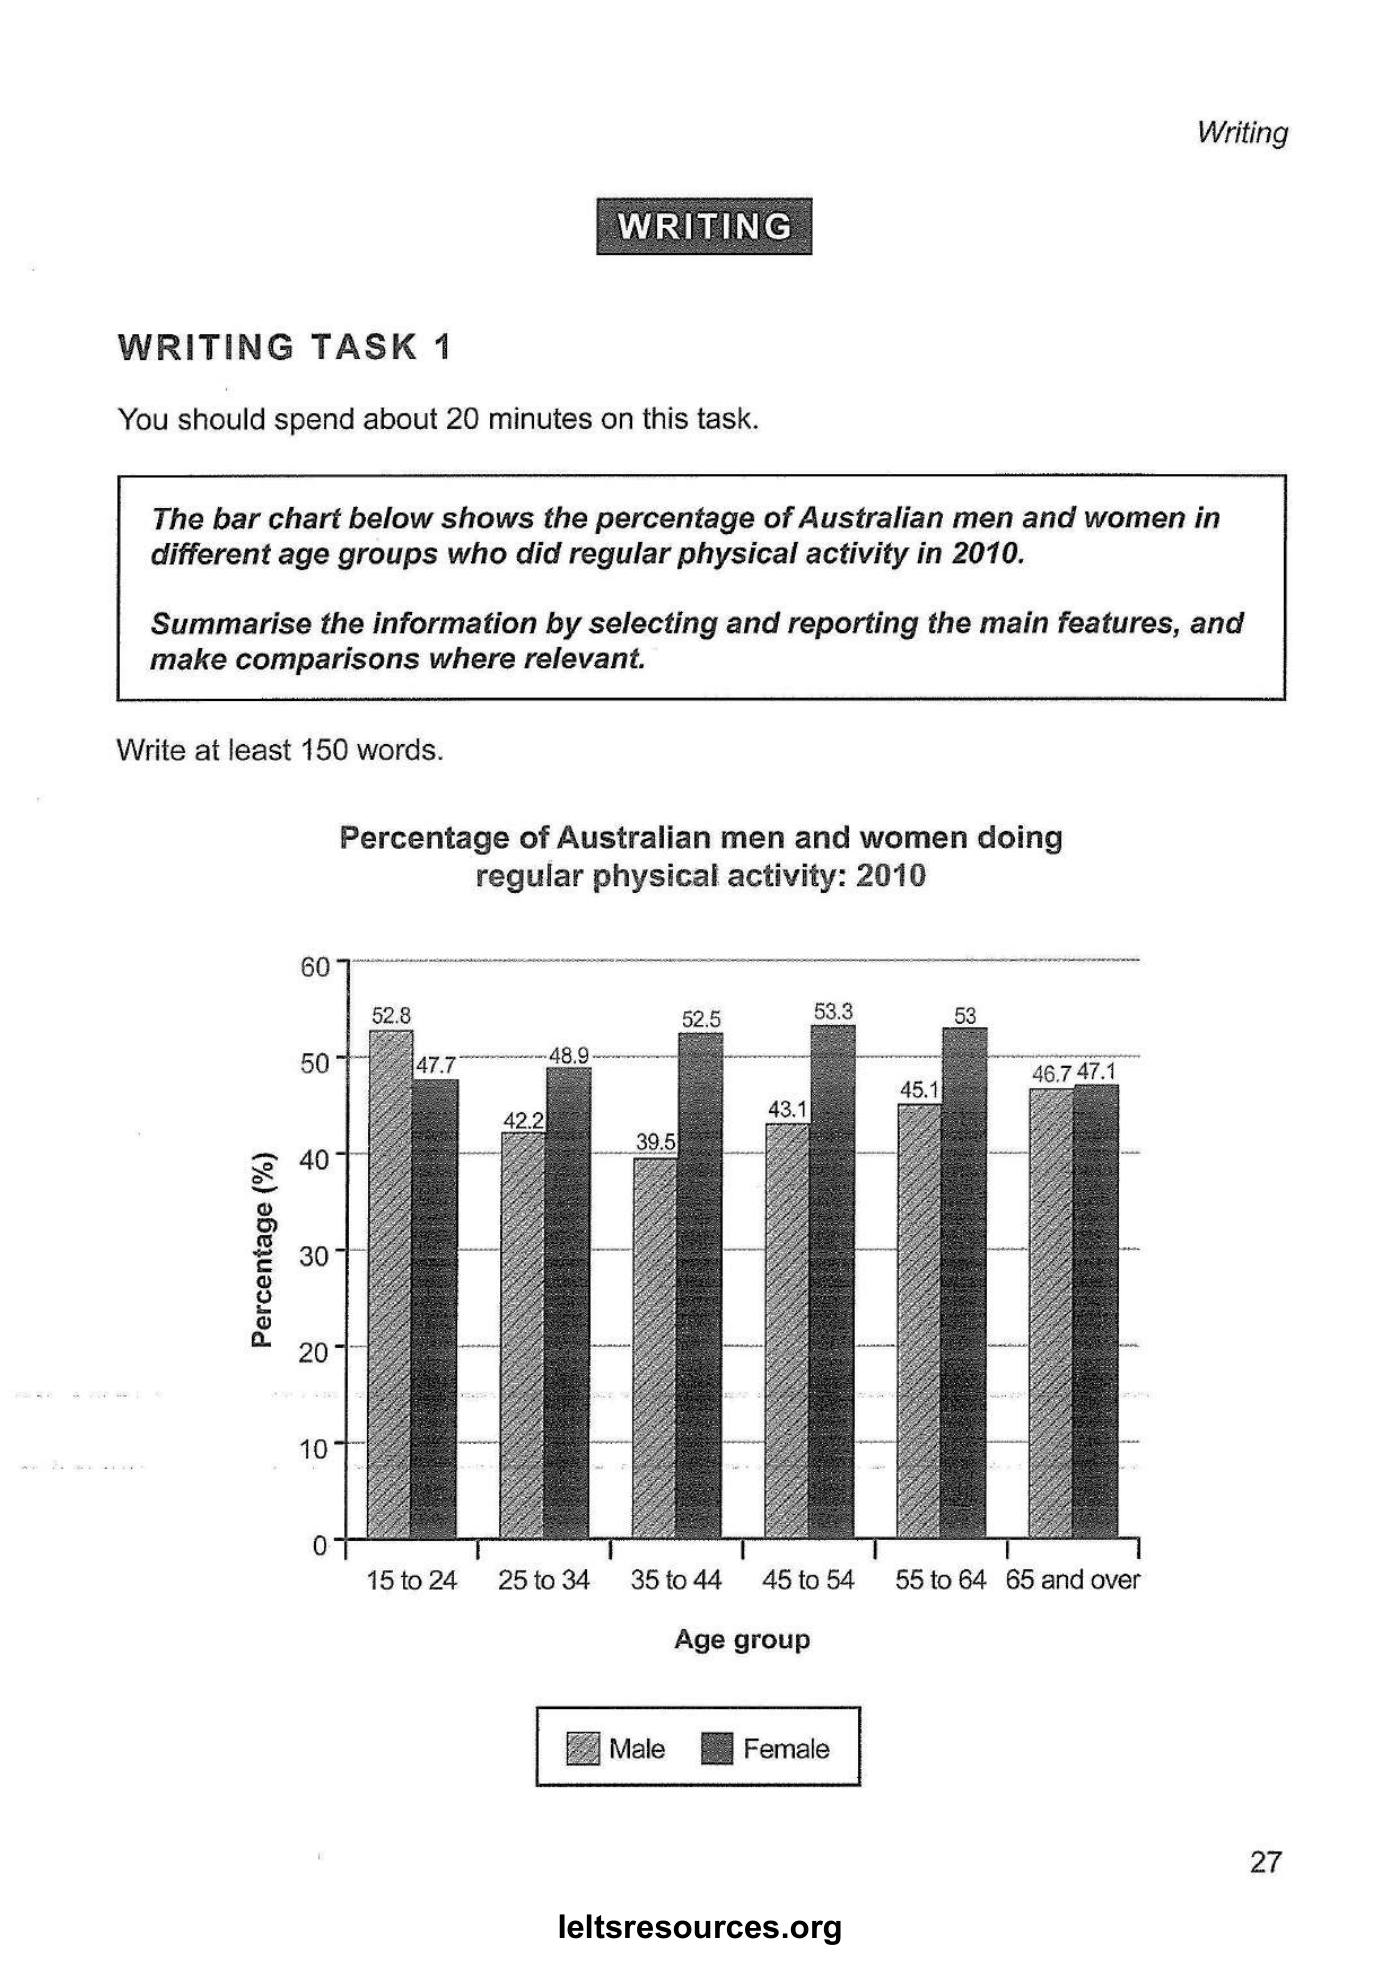 Writing
WRITING
WRITING TASK 1
You should spend about 20 minutes on this task.
The bar chart below shows the percentage of Australian men and women in
different age groups who did regular physical activity in 2010.
Summarise the information by selecting and reporting the main features, and
make comparisons where relevant.
Write at least 150 words.
Percentage of Australian men and women doing
regular physical activity: 2010
Percentage (%)
60
50
40
30
20
10
0
52.8
47.7
42.2
48.9
39.5
52.5
43.1
53.3
45.1
53
46.7 47.1
15 to 24 25 to 34 35 to 44 45 to 54 55 to 64 65 and over
Age group
Male Female
27
Ieltsresources.org